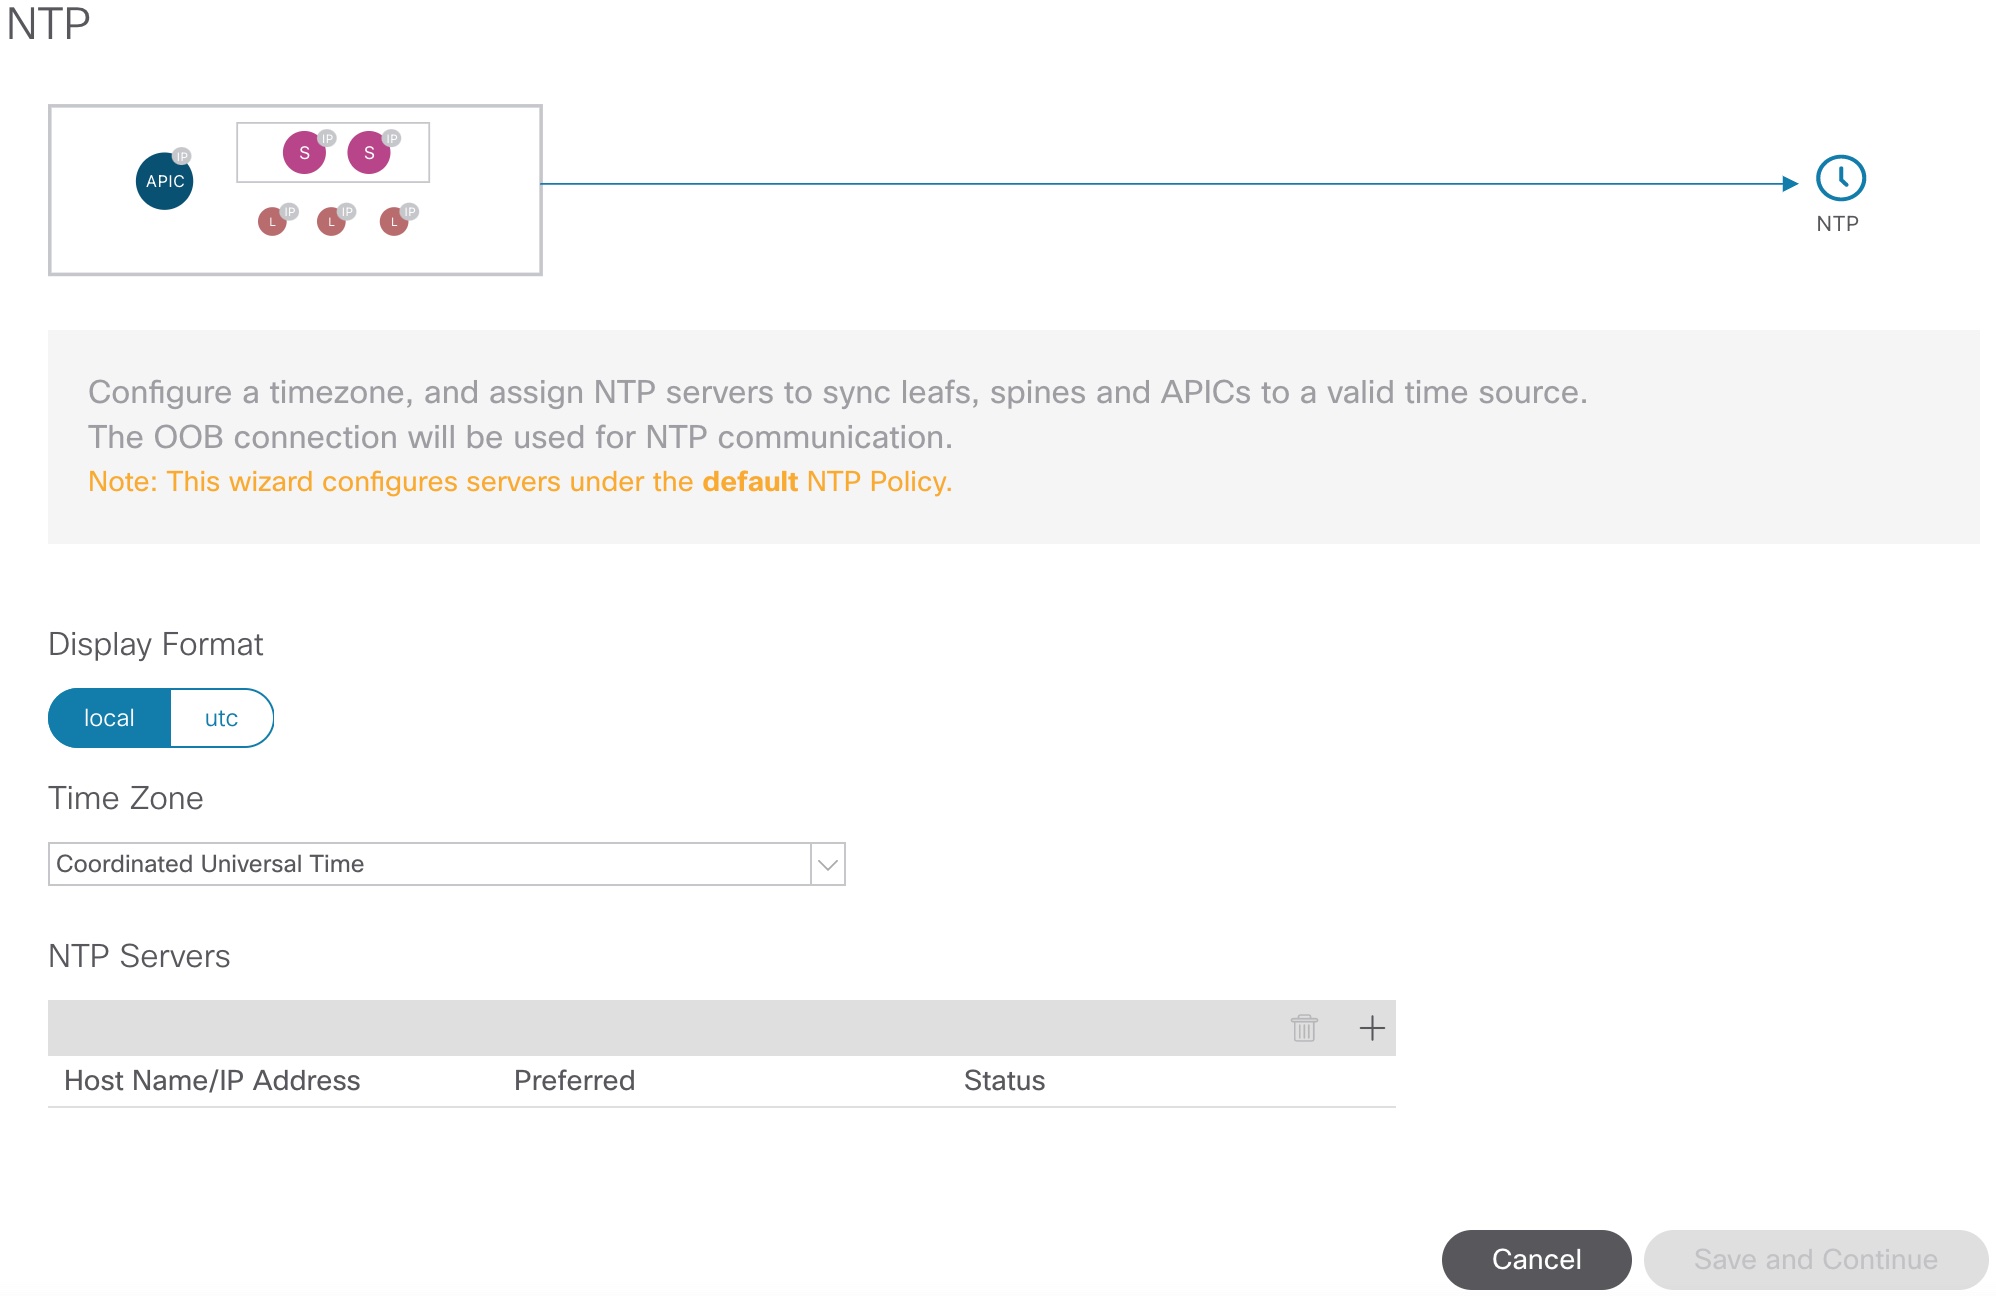 NTP
IP
IP
IP
S
S
APIC
IP
IP
IP
L
L
L
NTP
Configure a timezone, and assign NTP servers to sync leafs, spines and APICs to a valid time source.
The OOB connection will be used for NTP communication.
Note: This wizard configures servers under the default NTP Policy.
Display Format
local utc
Time Zone
Coordinated Universal Time
NTP Servers
Host Name/IP Address Preferred Status
Cancel Save and Continue